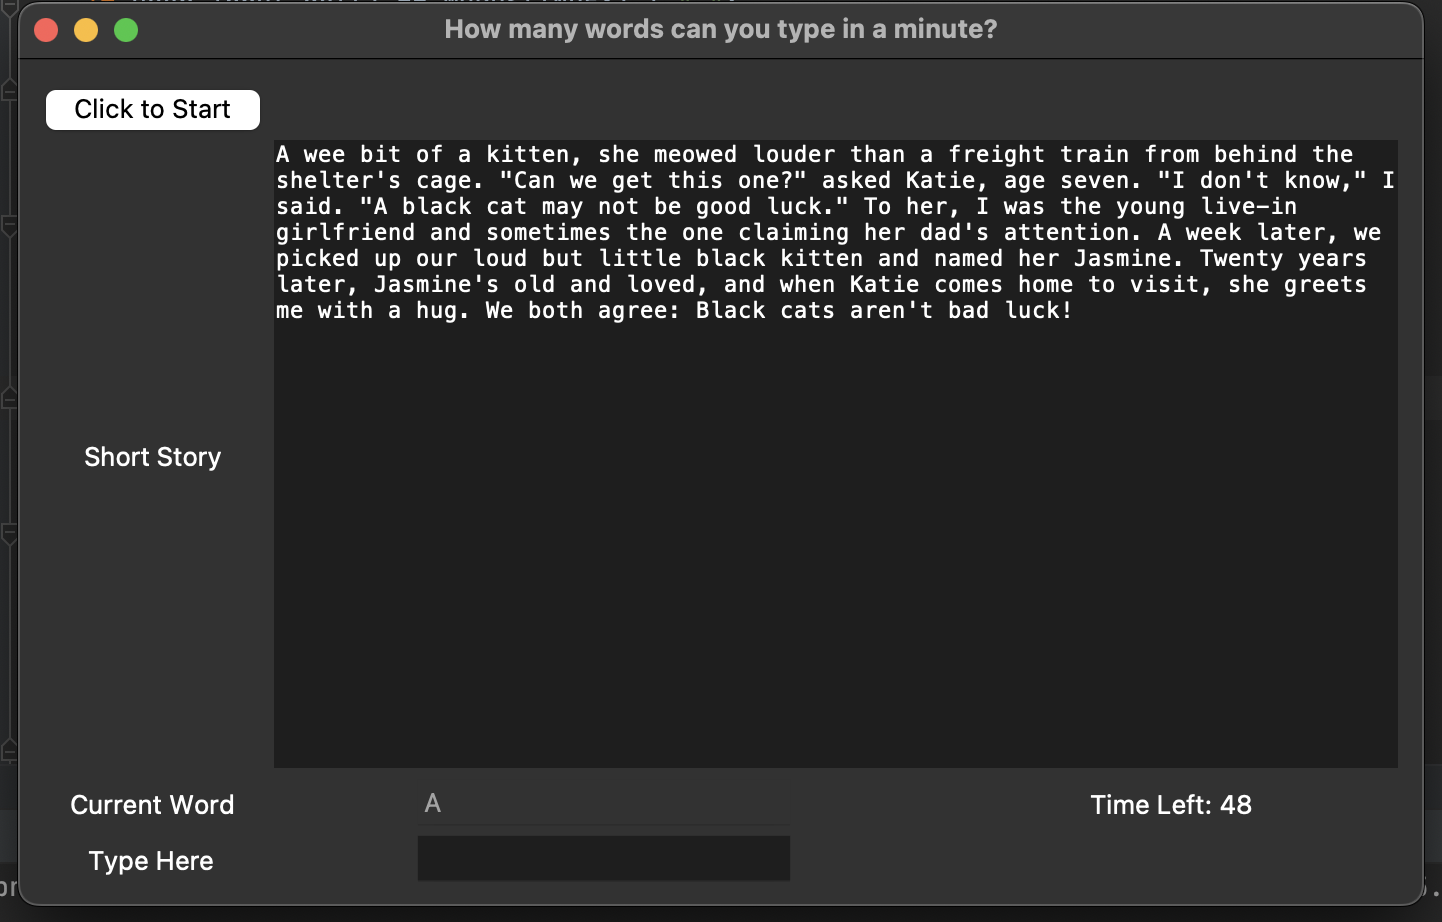 How many words can you type in a minute?
Click to Start
A wee bit of a kitten, she meowed louder than a freight train from behind the
shelter's cage. "Can we get this one?" asked Katie, age seven. "I don't know," I
said. "A black cat may not be good luck." To her, I was the young live-in
girlfriend and sometimes the one claiming her dad's attention. A week later, we
picked up our loud but little black kitten and named her Jasmine. Twenty years
later, Jasmine's old and loved, and when Katie comes home to visit, she greets
me with a hug. We both agree: Black cats aren't bad luck!
Short Story
Current Word
A
Time Left: 48
Type Here